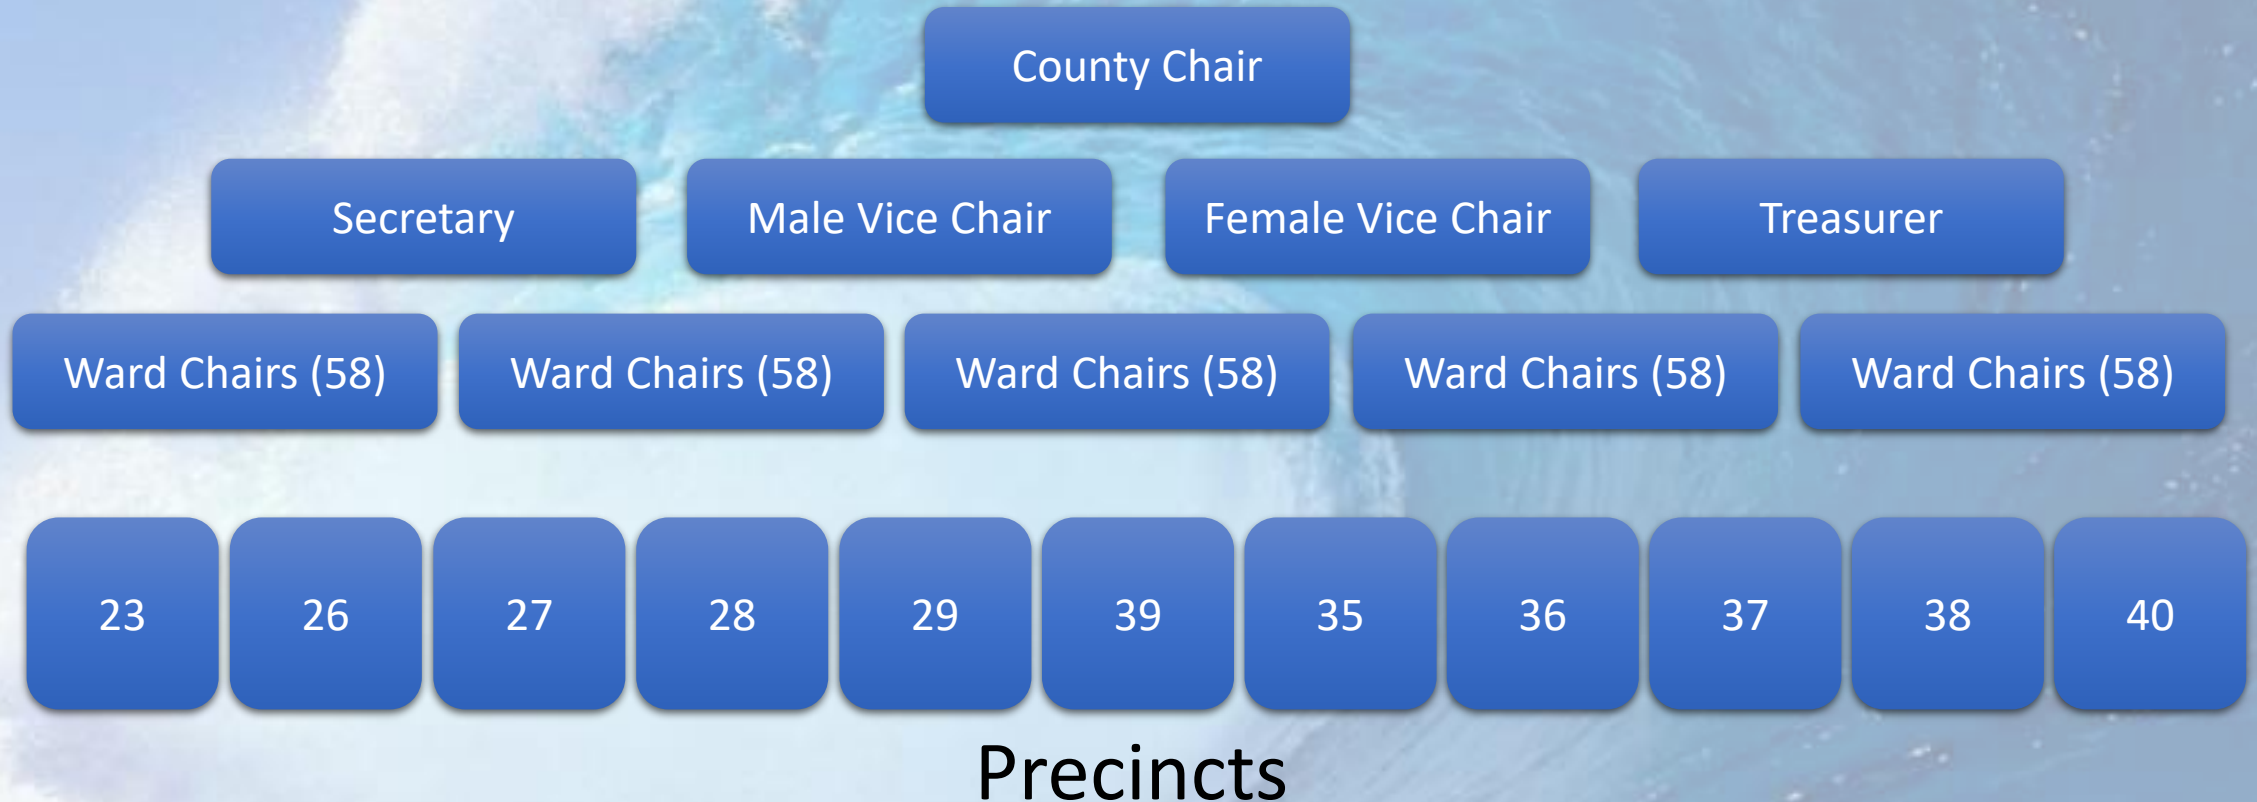 County Chair
Secretary
Male Vice Chair
Female Vice Chair
Treasurer
Ward Chairs (58)
Ward Chairs (58)
Ward Chairs (58)
Ward Chairs (58)
Ward Chairs (58)
23
26
27
28
29
39
35
36
37
38
40
Precincts